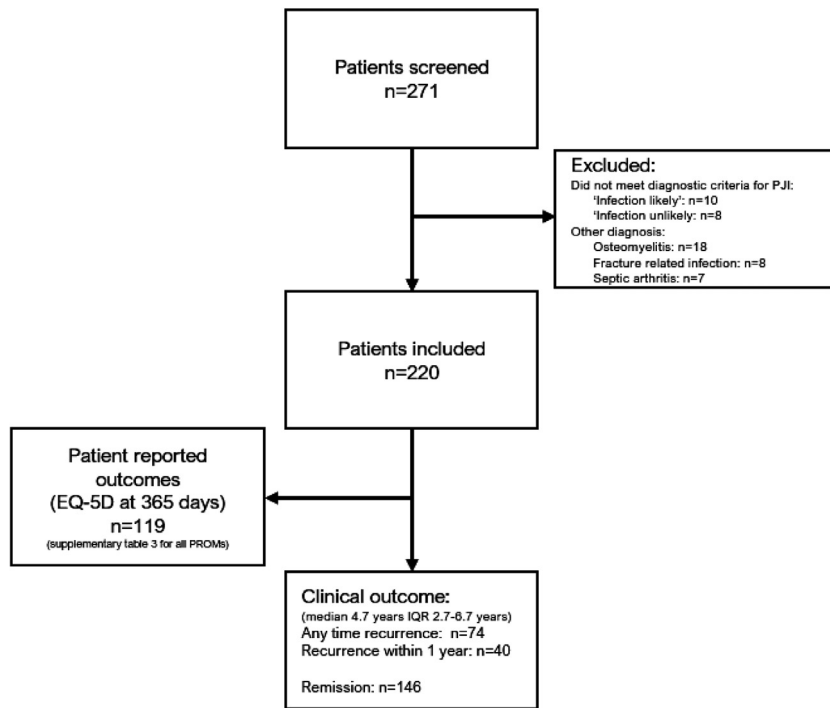 Patients screened
n=271
Excluded:
Did not meet diagnostic criteria for PJI:
'Infection likely': n=10
'Infection unlikely: n=8
Other diagnosis:
Osteomyelitis: n=18
Fracture related infection: n=8
Septic arthritis: n=7
Patients included
n=220
Patient reported
outcomes
(EQ-5D at 365 days)
n=119
(supplementary table 3 for all PROMs)
Clinical outcome:
(median 4.7 years IQR 2.7-6.7 years)
Any time recurrence: n=74
Recurrence within 1 year: n=40
Remission: n=146